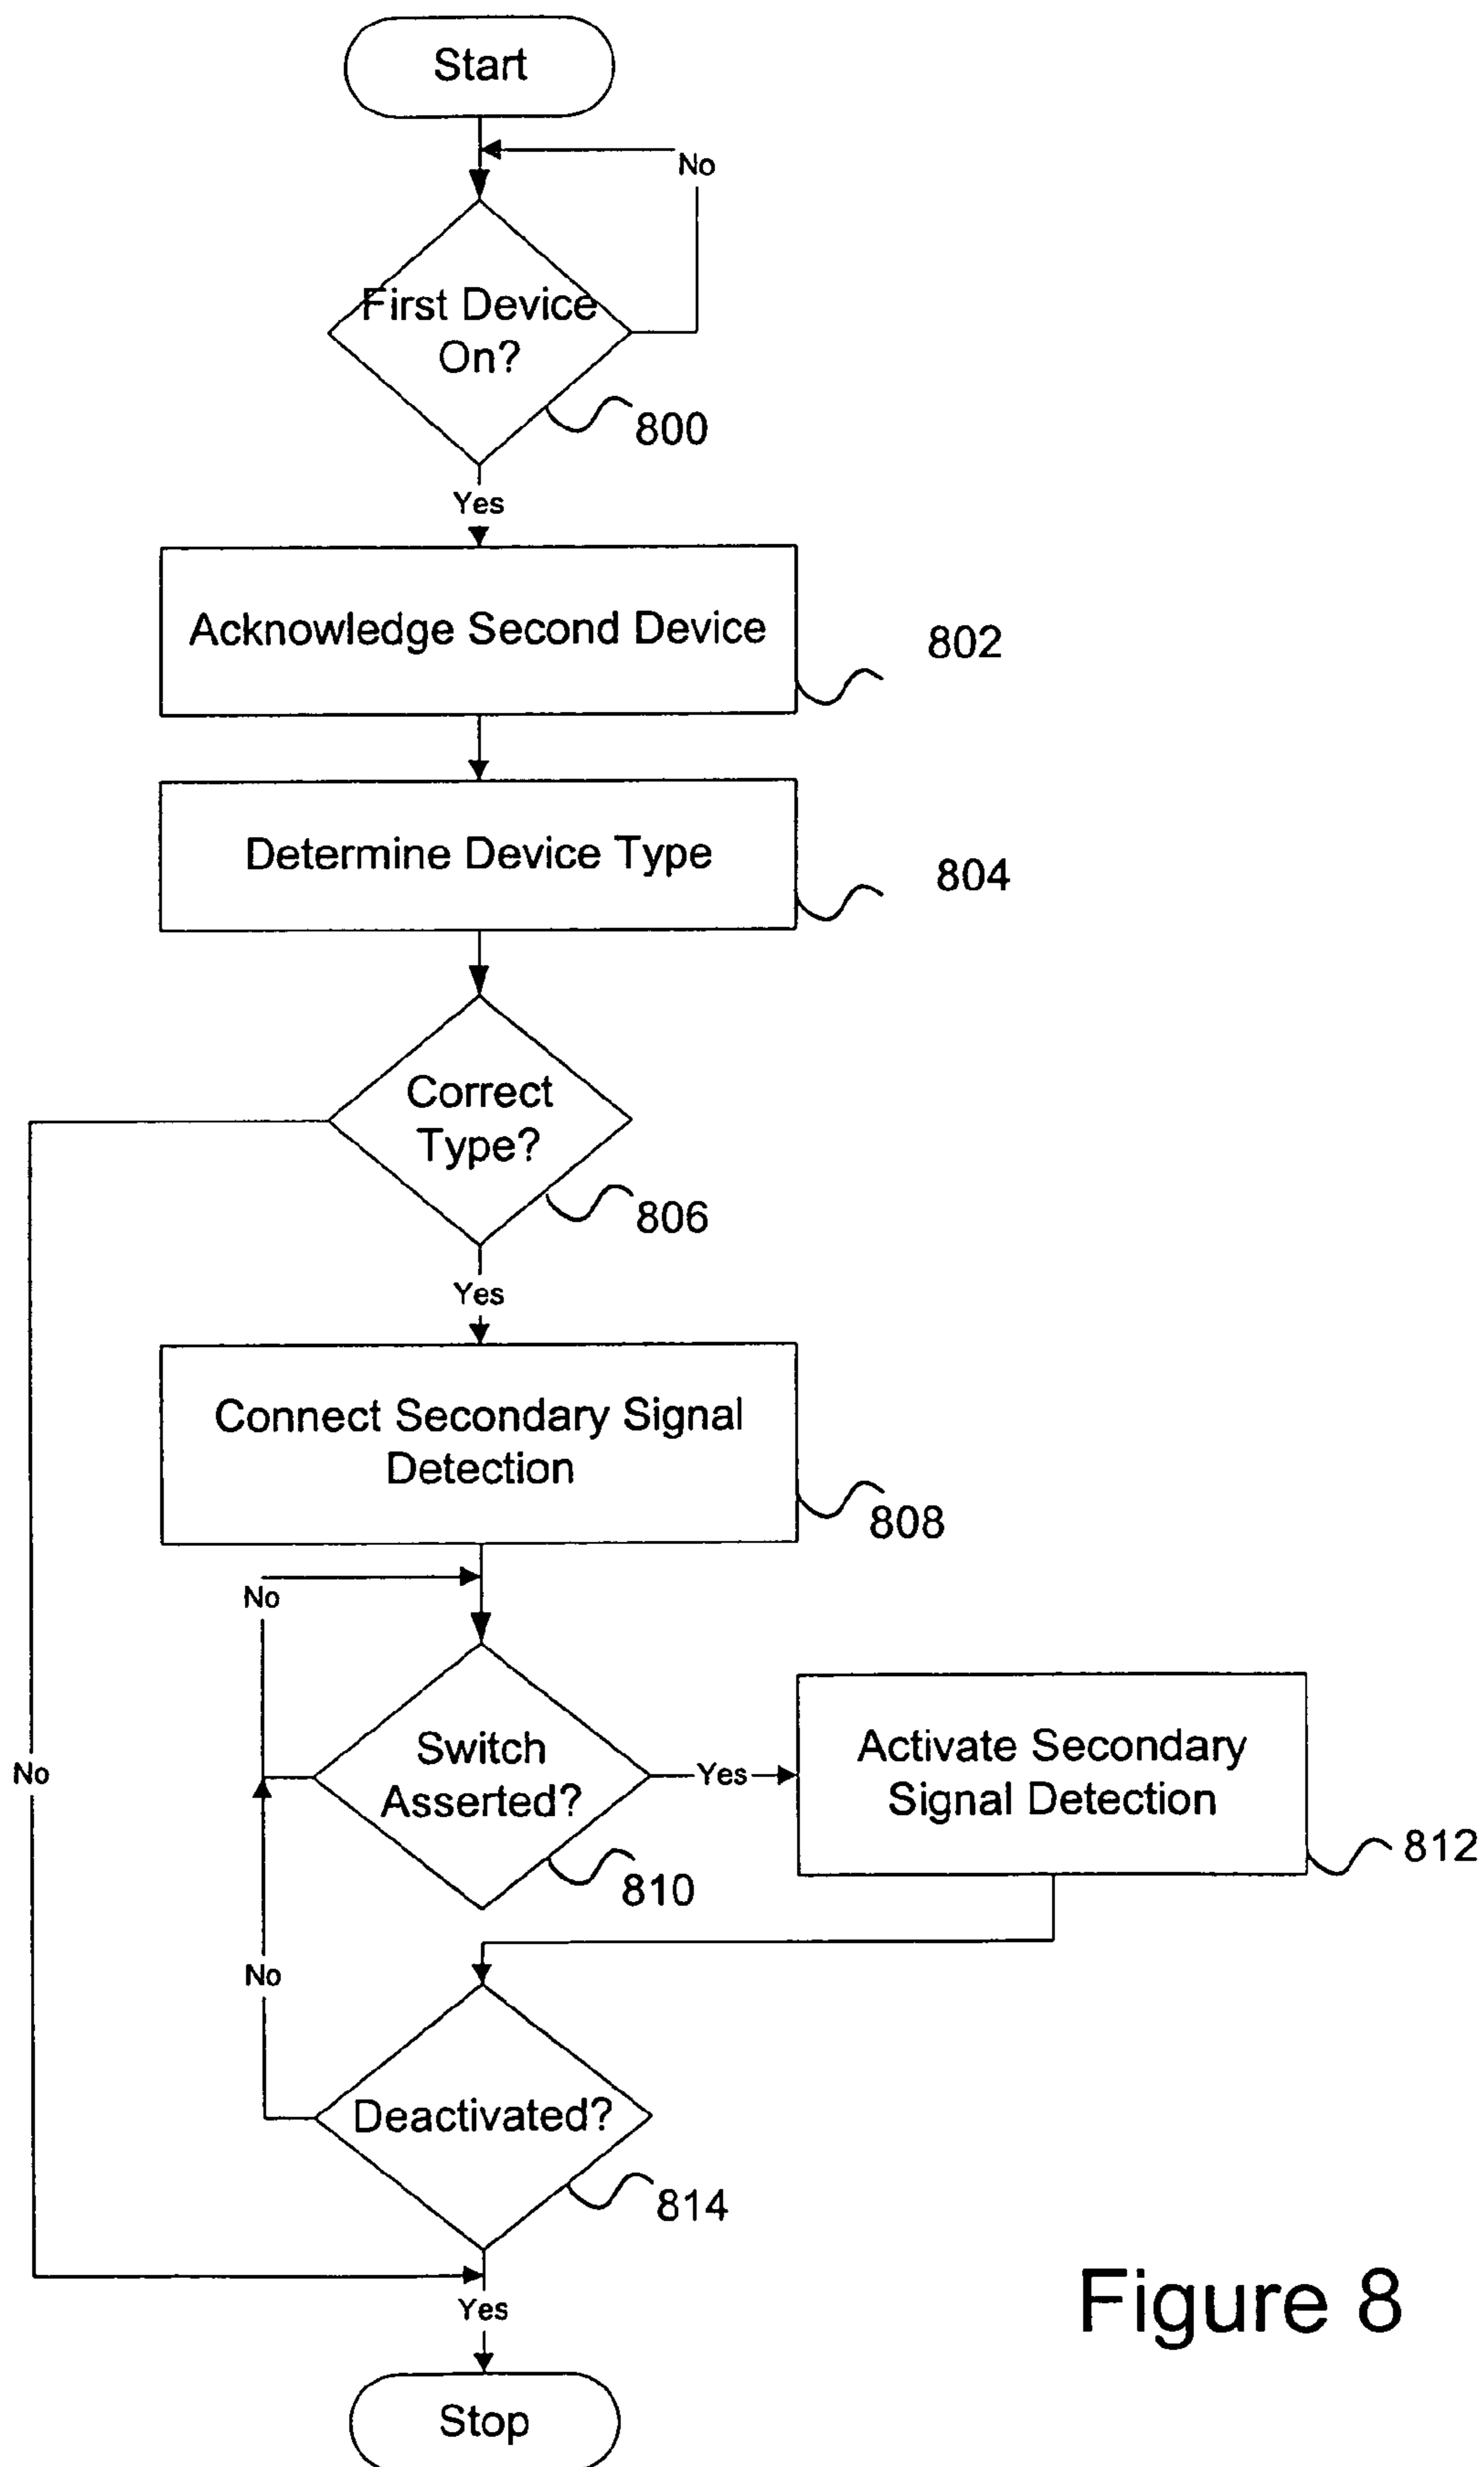 Start
No
First Device
On?
800
Yes
Acknowledge Second Device
802
Determine Device Type
804
Correct
Type?
806
Yes
Connect Secondary Signal
Detection
808
No
Switch
Asserted?
Yes
Activate Secondary
Signal Detection
No
812
810
No
Deactivated?
814
Yes
Figure 8
Stop